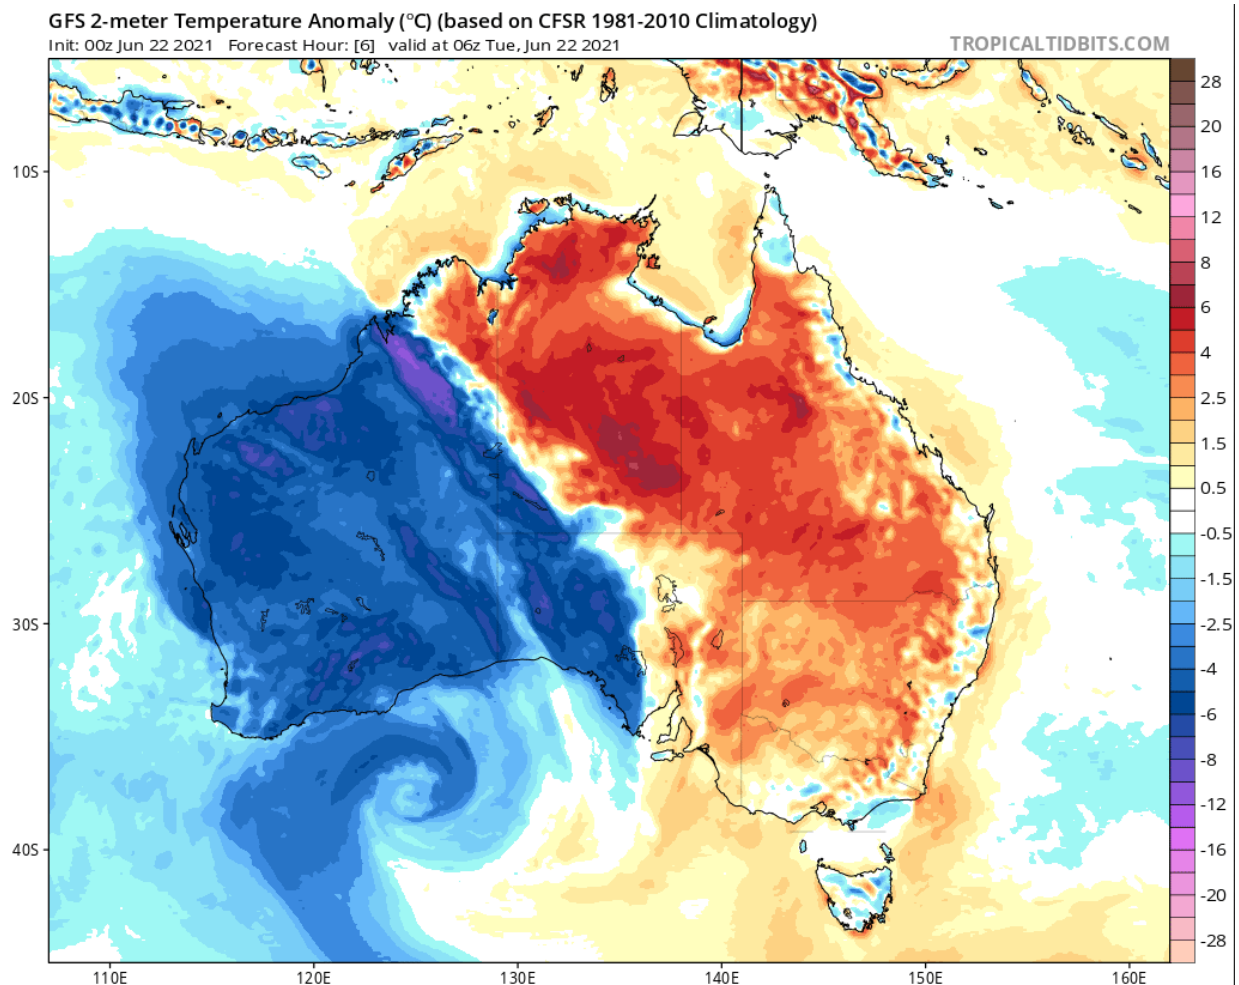 GFS 2-meter Temperature Anomaly (°C) (based on CFSR 1981-2010 Climatology)
Init: 00z Jun 22 2021 Forecast Hour: [6] valid at 06z Tue, Jun 22 2021
TROPICALTIDBITS.COM
28
20
16
12
8
6
4
2.5
1.5
0.5
-0.5
-1.5
-2.5
-4
-6
-8
-12
-16
-20
-28
10S
20S
30S
40S
110E 120E 130E 140E 150E 160E